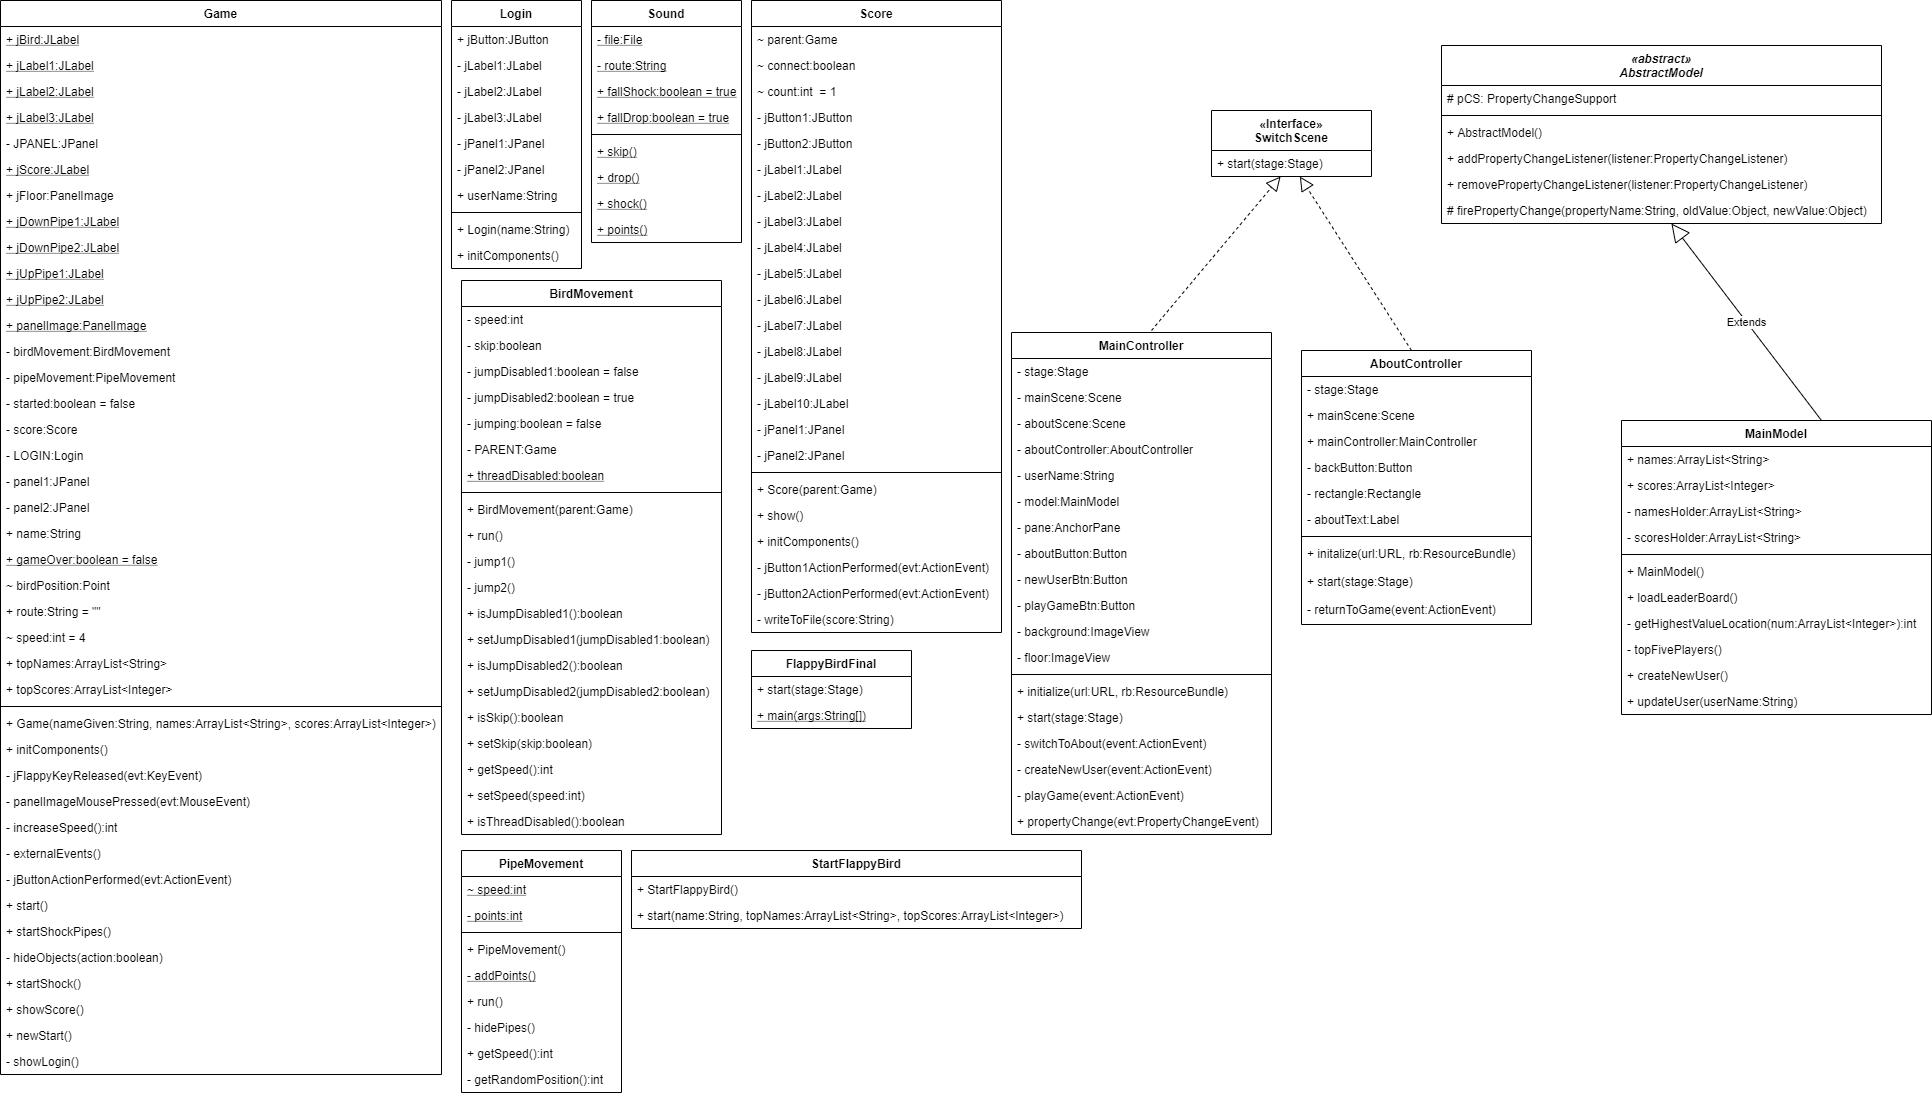 Game
+ jBird:JLabel
+ jLabel1:JLabel
+ jLabel2:JLabel
+ jLabel3:JLabel
- JPANEL:JPanel
+ jScore:JLabel
+ jFloor:PanelImage
+ jDownPipe1:JLabel
+ jDownPipe2:JLabel
+ jUpPipe1:JLabel
+ jUpPipe2:JLabel
+ panelImage:PanelImage
- birdMovement:BirdMovement
- pipeMovement:PipeMovement
- started:boolean = false
- score:Score
- LOGIN:Login
- panel1:JPanel
- panel2:JPanel
+ name:String
+ gameOver:boolean = false
~ birdPosition:Point
+ route:String = ""
~ speed:int = 4
+ topNames:ArrayList<String>
+ topScores:ArrayList<Integer>
+ Game(nameGiven:String, names:ArrayList<String>, scores:ArrayList<Integer>)
+ initComponents()
- jFlappyKeyReleased(evt:KeyEvent)
- panelImageMousePressed(evt:MouseEvent)
- increaseSpeed():int
- externalEvents()
- jButtonActionPerformed(evt:ActionEvent)
+ start()
+ startShockPipes()
- hideObjects(action:boolean)
+ startShock()
+ showScore()
+ newStart()
- showLogin()
Login
+ jButton:JButton
- jLabel1:JLabel
- jLabel2:JLabel
- jLabel3:JLabel
- jPanel1:JPanel
- jPanel2:JPanel
+ userName:String
+ Login(name:String)
+ initComponents()
Sound
- file:File
- route:String
+ fallShock:boolean = true
+ fallDrop:boolean = true
+ skip()
+ drop()
+ shock()
+ points()
BirdMovement
- speed:int
- skip:boolean
- jumpDisabled1:boolean = false
- jumpDisabled2:boolean = true
- jumping:boolean = false
- PARENT:Game
+ threadDisabled:boolean
+ BirdMovement(parent:Game)
+ run()
- jump1()
- jump2()
+ isJumpDisabled1():boolean
+ setJumpDisabled1(jumpDisabled1:boolean)
+ isJumpDisabled2():boolean
+ setJumpDisabled2(jumpDisabled2:boolean)
+ isSkip():boolean
+ setSkip(skip:boolean)
+ getSpeed():int
+ setSpeed(speed:int)
+ isThreadDisabled():boolean
PipeMovement
~ speed:int
- points:int
+ PipeMovement()
- addPoints()
+ run()
- hidePipes()
+ getSpeed():int
- getRandomPosition():int
Score
~ parent:Game
~ connect:boolean
~ count:int = 1
- jButton1:JButton
- jButton2:JButton
- jLabel1:JLabel
- jLabel2:JLabel
- jLabel3:JLabel
- jLabel4:JLabel
- jLabel5:JLabel
- jLabel6:JLabel
- jLabel7:JLabel
- jLabel8:JLabel
- jLabel9:JLabel
- jLabel10:JLabel
- jPanel1:JPanel
- jPanel2:JPanel
+ Score(parent:Game)
+ show()
+ initComponents()
- jButton1ActionPerformed(evt:ActionEvent)
- jButton2ActionPerformed(evt:ActionEvent)
- writeToFile(score:String)
FlappyBirdFinal
+ start(stage:Stage)
+ main(args:String[])
StartFlappyBird
+ StartFlappyBird()
+ start(name:String, topNames:ArrayList<String>, topScores:ArrayList<Integer>)
«Interface»
SwitchScene
+ start(stage:Stage)
MainController
- stage:Stage
- mainScene:Scene
- aboutScene:Scene
- aboutController:AboutController
- userName:String
- model:MainModel
- pane:AnchorPane
- aboutButton:Button
- newUserBtn:Button
- playGameBtn:Button
- background:ImageView
- floor:ImageView
+ initialize(url:URL, rb:ResourceBundle)
+ start(stage:Stage)
- switchToAbout(event:ActionEvent)
- createNewUser(event:ActionEvent)
- playGame(event:ActionEvent)
+ propertyChange(evt:PropertyChangeEvent)
AboutController
- stage:Stage
+ mainScene:Scene
+ mainController:MainController
- backButton:Button
- rectangle:Rectangle
- aboutText:Label
+ initalize(url:URL, rb:ResourceBundle)
+ start(stage:Stage)
- returnToGame(event:ActionEvent)
«abstract»
AbstractModel
# pCS: PropertyChangeSupport
+ AbstractModel()
+ addPropertyChangeListener(listener:PropertyChangeListener)
+ removePropertyChangeListener(listener:PropertyChangeListener)
# firePropertyChange(propertyName:String, oldValue:Object, newValue:Object)
Extends
MainModel
+ names:ArrayList<String>
+ scores:ArrayList<Integer>
- namesHolder:ArrayList<String>
- scoresHolder:ArrayList<String>
+ MainModel()
+ loadLeaderBoard()
- getHighestValueLocation(num:ArrayList<Integer>):int
- topFivePlayers()
+ createNewUser()
+ updateUser(userName:String)